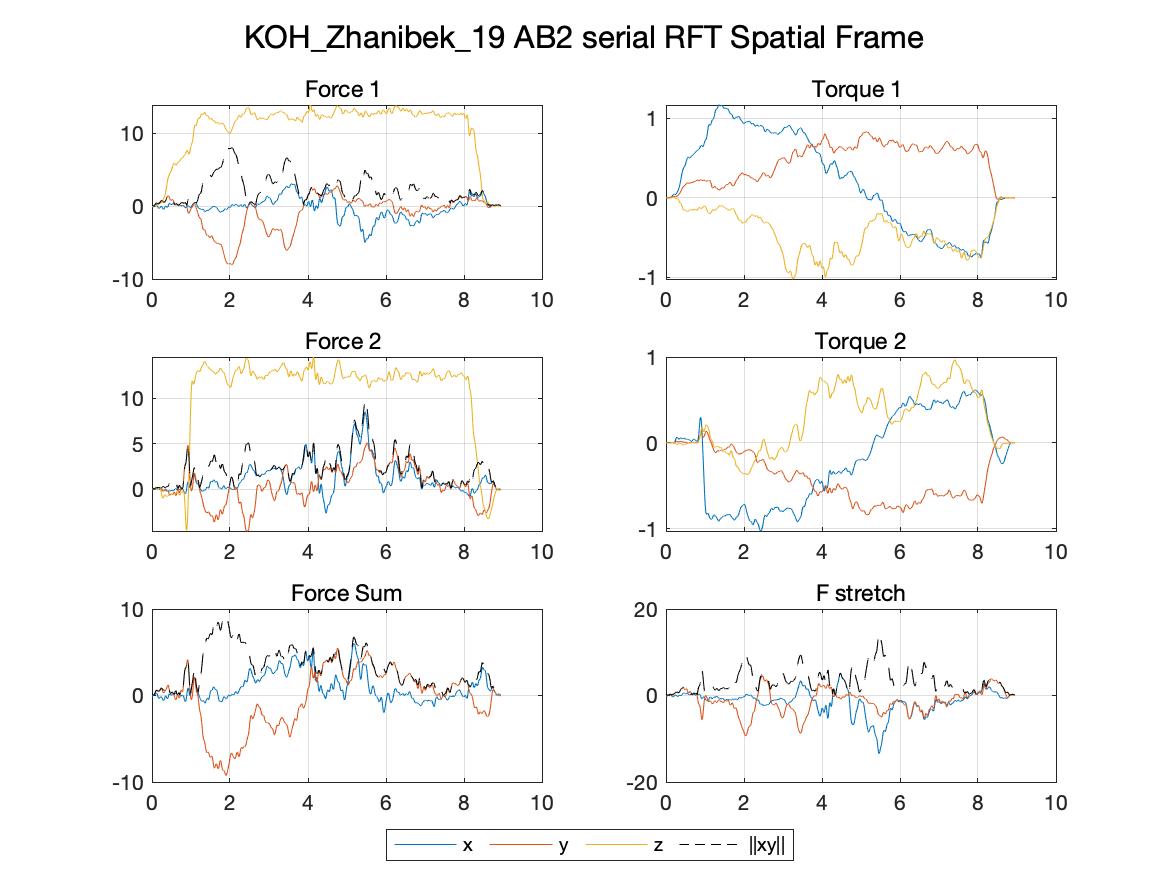 KOH_Zhanibek_19 AB2 serial RFT Spatial Frame
Force 1
10
0
-10
0 2 4 6 8 10
Torque 1
1
0
-1
0 2 4 6 8 10
Force 2
10
5
0
0 2 4 6 8 10
Torque 2
1
0
-1
0 2 4 6 8 10
Force Sum
10
0
-10
0 2 4 6 8 10
F stretch
20
0
-20
0 2 4 6 8 10
x y z ||xy||